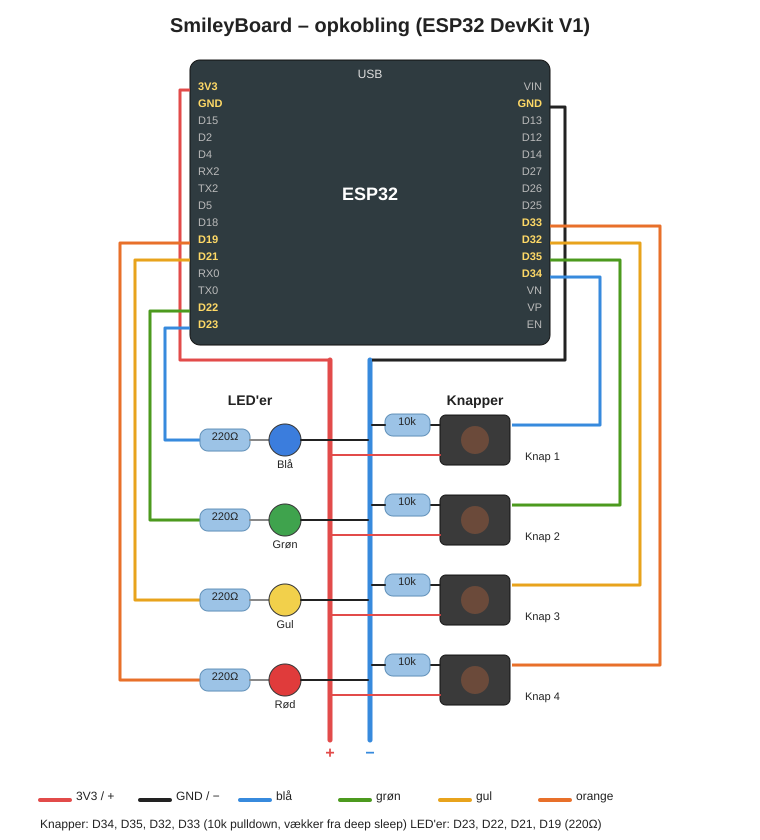 SmileyBoard – opkobling (ESP32 DevKit V1)
USB
3V3 VIN
GND GND
D15 D13
D2 D12
D4 D14
RX2 D27
TX2 D26
ESP32
D5 D25
D18 D33
D19 D32
D21 D35
RX0 D34
TX0 VN
D22 VP
D23 EN
LED'er Knapper
220Ω Blå 10k Knap 1
220Ω Grøn 10k Knap 2
220Ω Gul 10k Knap 3
220Ω Rød 10k Knap 4
+ −
3V3 / + GND / − blå grøn gul orange
Knapper: D34, D35, D32, D33 (10k pulldown, vækker fra deep sleep) LED'er: D23, D22, D21, D19 (220Ω)